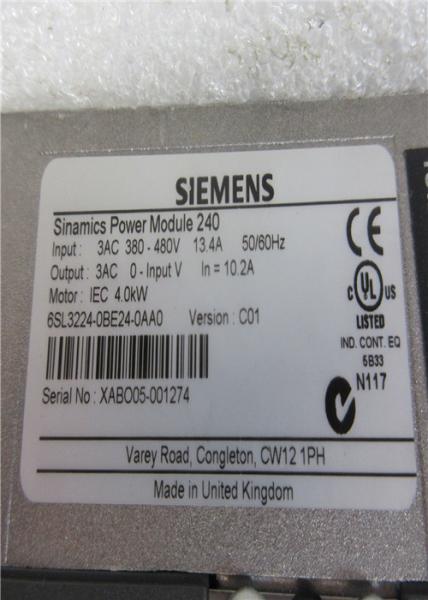 SIEMENS
Sinamics Power Module 240
Input : 3AC 380 - 480V 13.4A 50/60Hz
Output : 3AC 0 - Input V In = 10.2A
Motor : IEC 4.0kW
6SL3224-0BE24-0AA0 Version : C01
Serial No : XABO05-001274
CE
C UL US
LISTED
IND. CONT. EQ
5B33
N117
Varey Road, Congleton, CW12 1PH
Made in United Kingdom